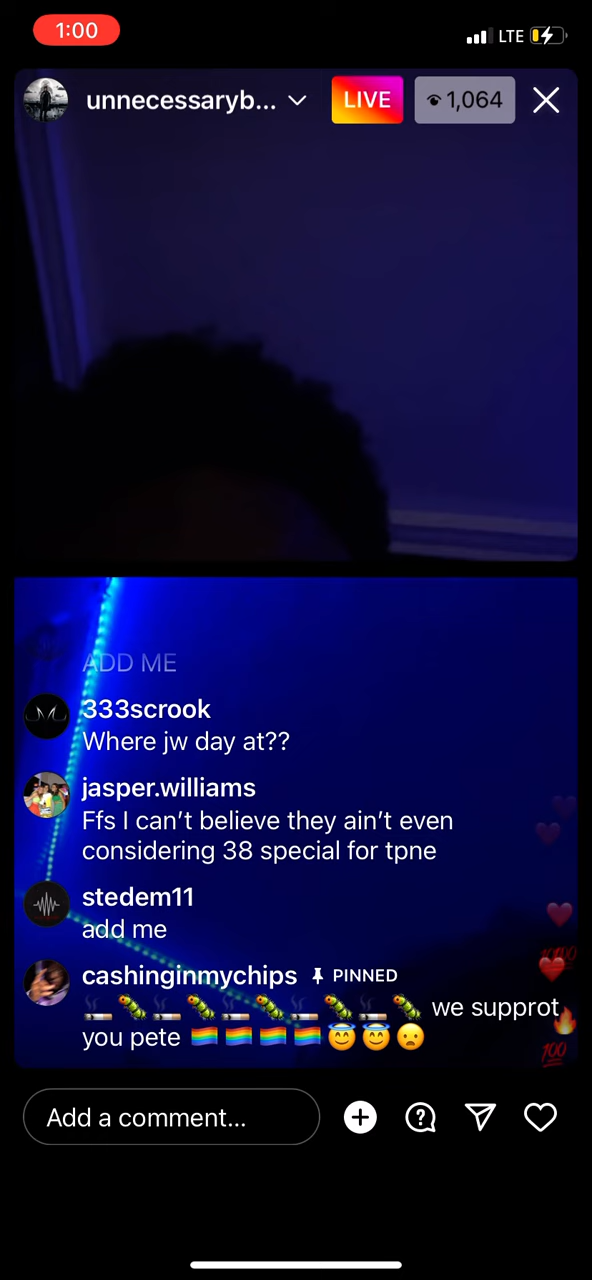 1:00
LTE
unnecessaryb...
LIVE
1,064
ADD ME
333scrook
Where jw day at??
jasper.williams
Ffs I can’t believe they ain’t even
considering 38 special for tpne
stedem11
add me
cashinginmychips PINNED
🚬🐛🚬🐛🚬🐛🚬🐛🚬🐛 we supprot
you pete 🏳️‍🌈🏳️‍🌈🏳️‍🌈🏳️‍🌈😇😇😦
100
100
Add a comment...